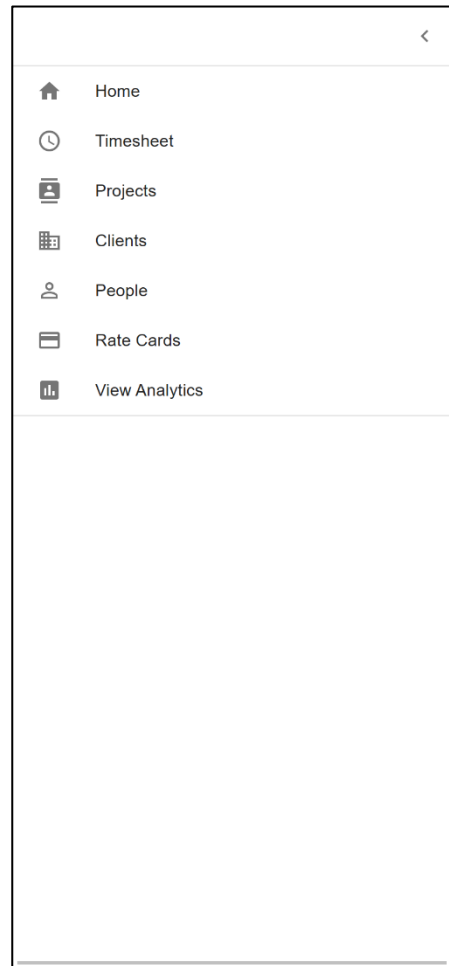 Home
Timesheet
Projects
Clients
People
Rate Cards
View Analytics